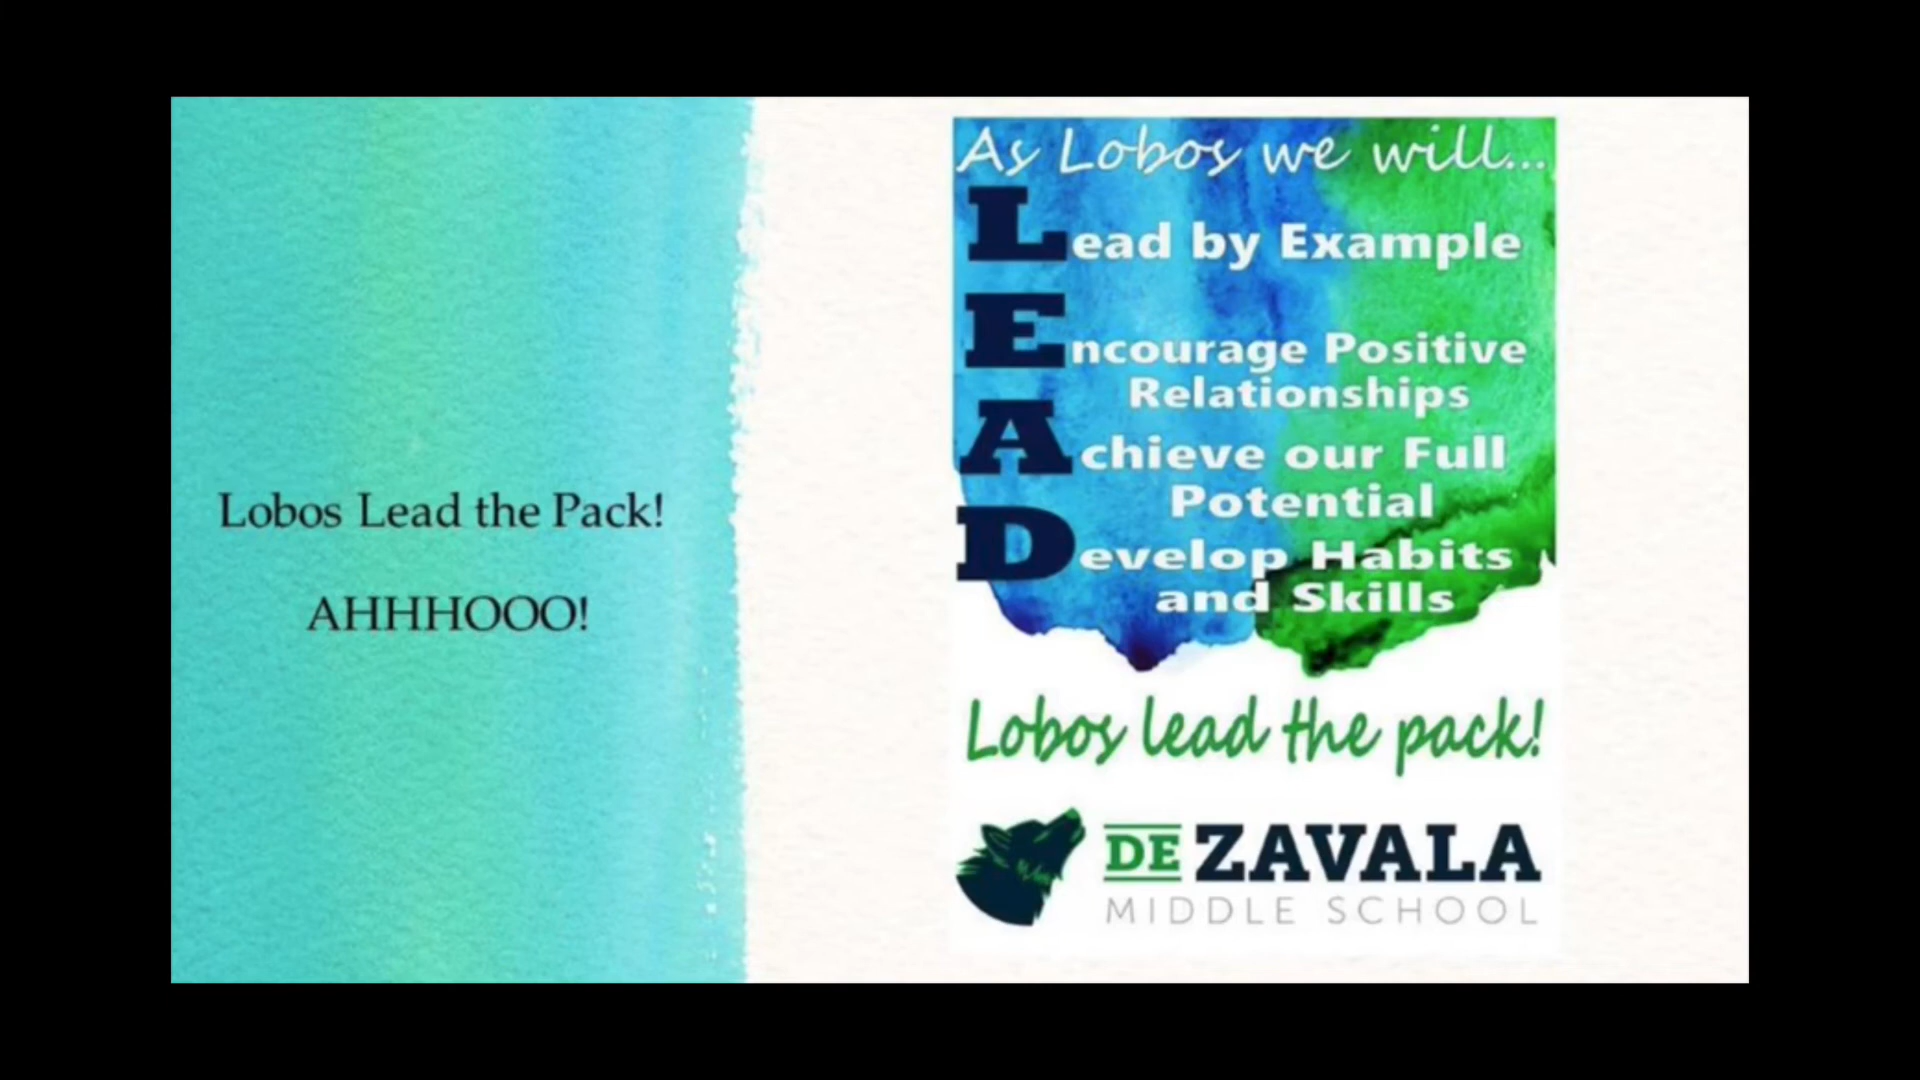 Lobos Lead the Pack!
AHHHOOO!
As Lobos we will...
Lead by Example
Encourage Positive
Relationships
Achieve our Full
Potential
Develop Habits
and Skills
Lobos lead the pack!
DE ZAVALA
MIDDLE SCHOOL